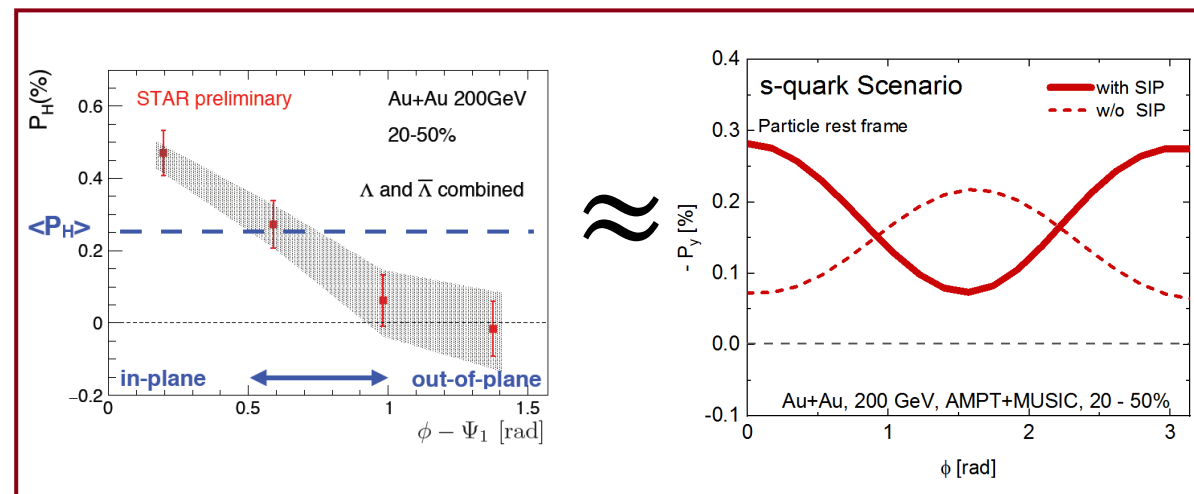 P_H(%)
0.6
0.4
0.2
0
−0.2
STAR preliminary
Au+Au 200GeV
20-50%
Λ and Λ̅ combined
<P_H>
in-plane
out-of-plane
0
0.5
1
1.5
ϕ − Ψ₁ [rad]
≈
0.4
0.3
0.2
0.1
0.0
-0.1
- P_y [%]
s-quark Scenario
with SIP
w/o SIP
Particle rest frame
Au+Au, 200 GeV, AMPT+MUSIC, 20 - 50%
0
1
2
3
ϕ [rad]